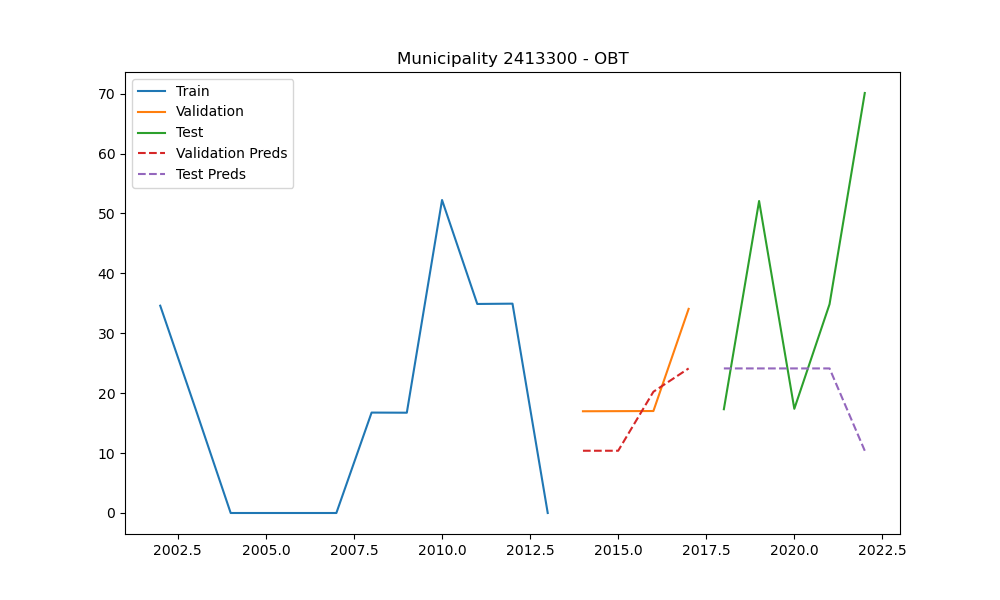 Municipality 2413300 - OBT
Train
Validation
Test
Validation Preds
Test Preds
70
60
50
40
30
20
10
0
2002.5 2005.0 2007.5 2010.0 2012.5 2015.0 2017.5 2020.0 2022.5